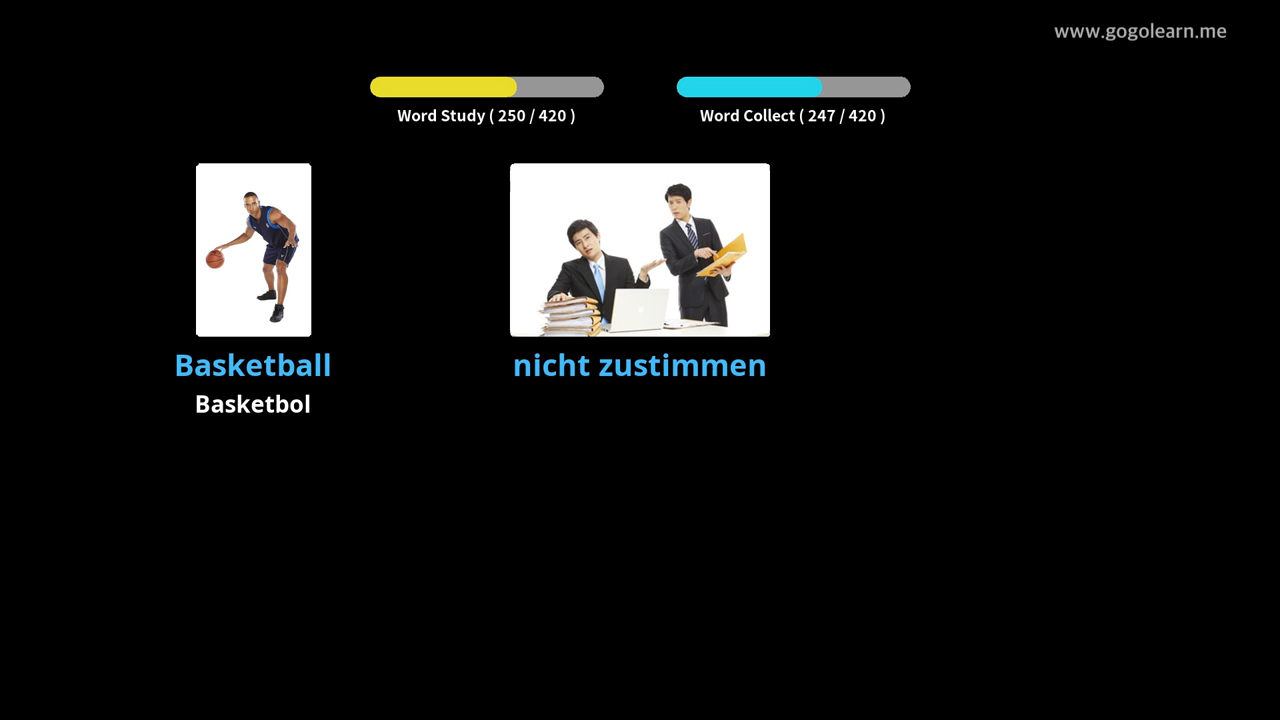 www.gogolearn.me
Word Study ( 250 / 420 )
Word Collect ( 247 / 420 )
Basketball
Basketbol
nicht zustimmen